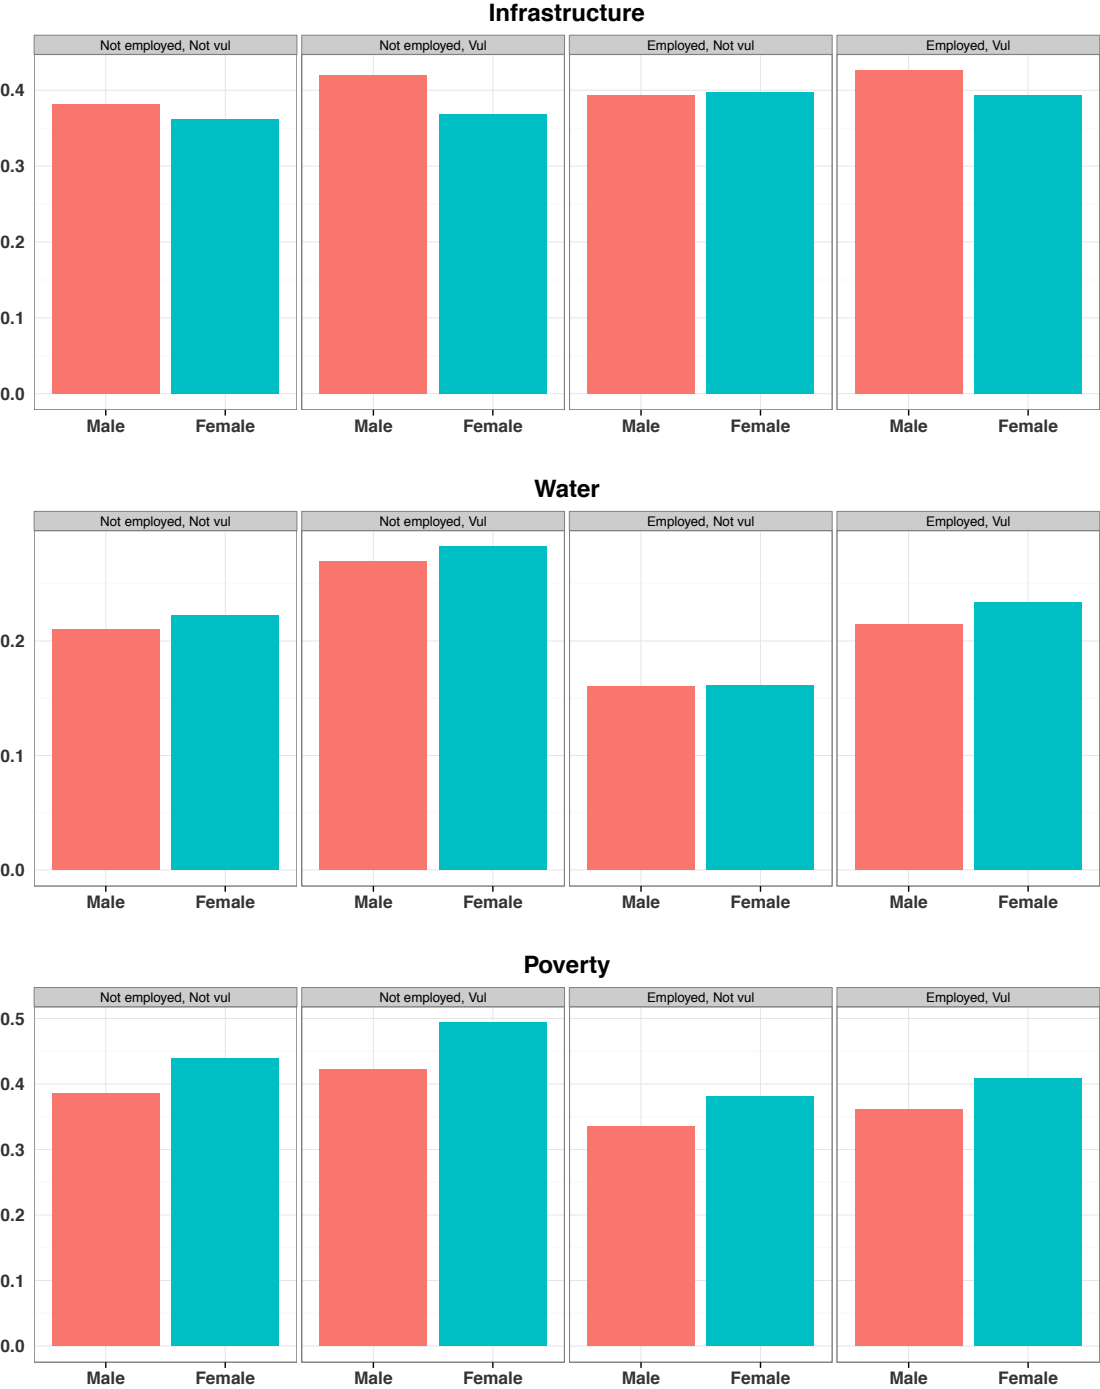 Infrastructure
Not employed, Not vul Not employed, Vul Employed, Not vul Employed, Vul
0.4
0.3
0.2
0.1
0.0
Male Female Male Female Male Female Male Female
Water
Not employed, Not vul Not employed, Vul Employed, Not vul Employed, Vul
0.2
0.1
0.0
Male Female Male Female Male Female Male Female
Poverty
Not employed, Not vul Not employed, Vul Employed, Not vul Employed, Vul
0.5
0.4
0.3
0.2
0.1
0.0
Male Female Male Female Male Female Male Female